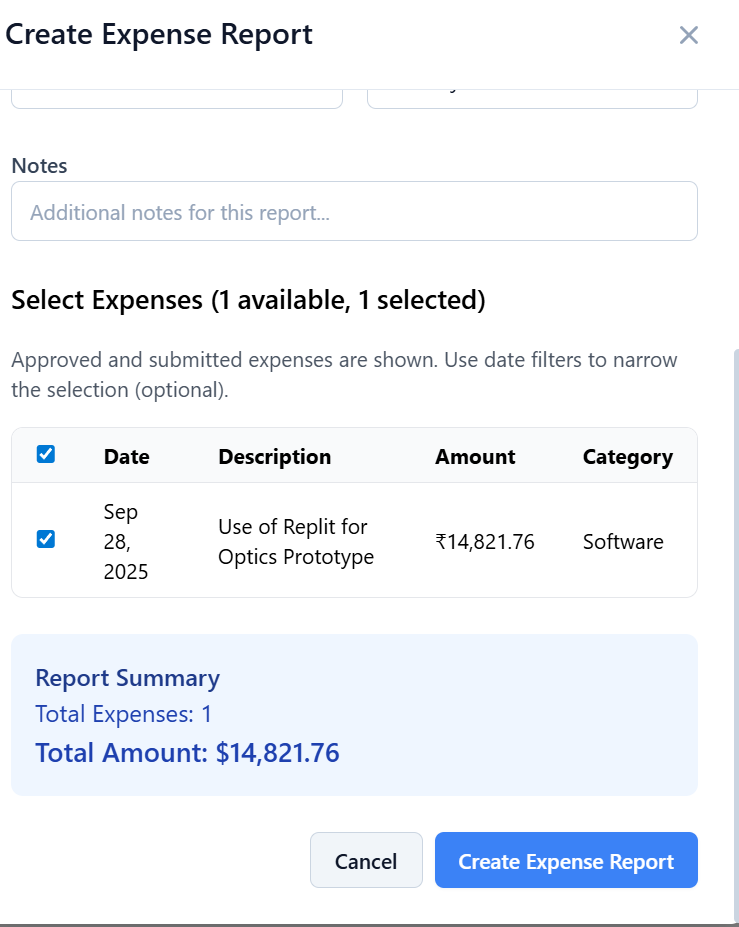 Create Expense Report
Notes
Additional notes for this report...
Select Expenses (1 available, 1 selected)
Approved and submitted expenses are shown. Use date filters to narrow
the selection (optional).
Date Description Amount Category
Sep
28,
2025
Use of Replit for
Optics Prototype
₹14,821.76
Software
Report Summary
Total Expenses: 1
Total Amount: $14,821.76
Cancel
Create Expense Report